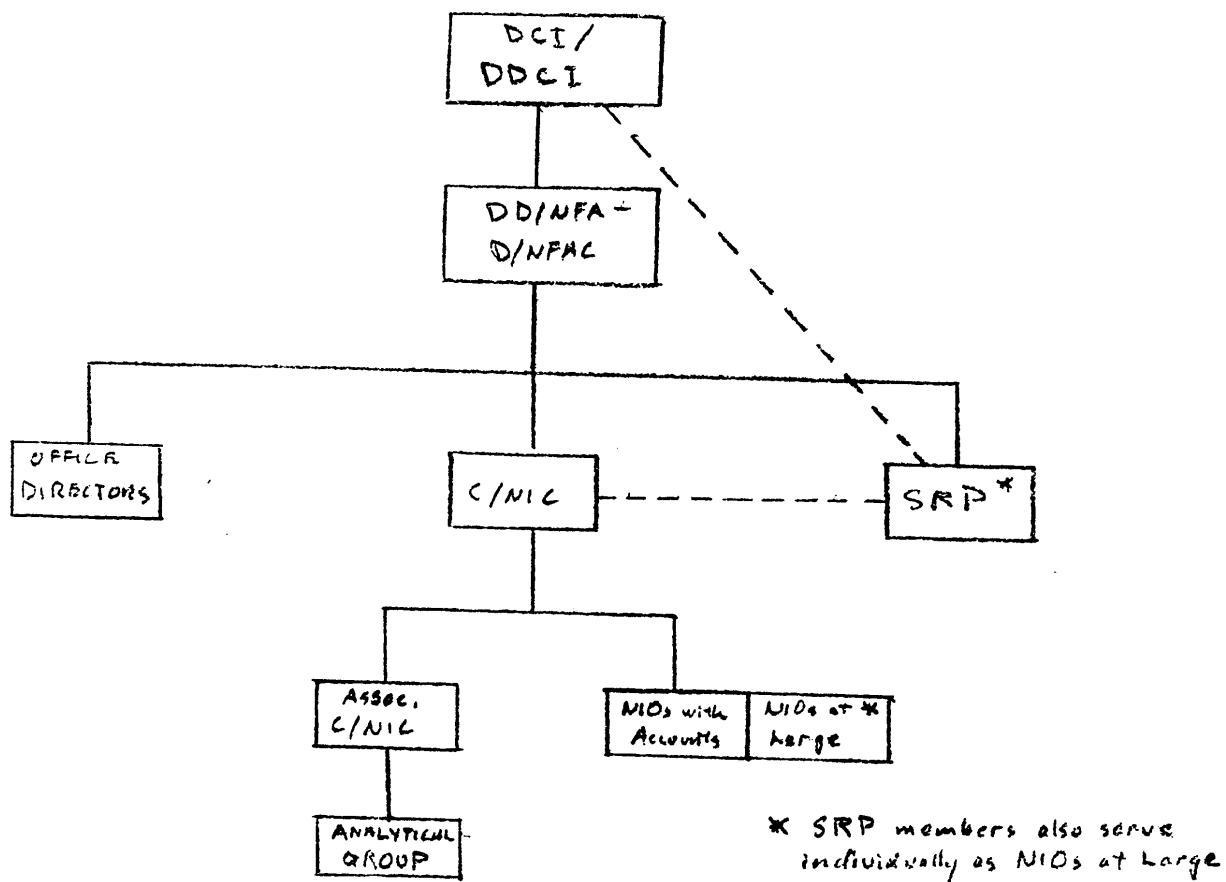 DCI/
DDCI
DD/NFA -
D/NFAC
OFFICE
DIRECTORS
C/NIC
SRP *
ASSOC.
C/NIC
NIOs with
Accounts
NIOs at *
Large
ANALYTICAL
GROUP
* SRP members also serve
individually as NIOs at Large